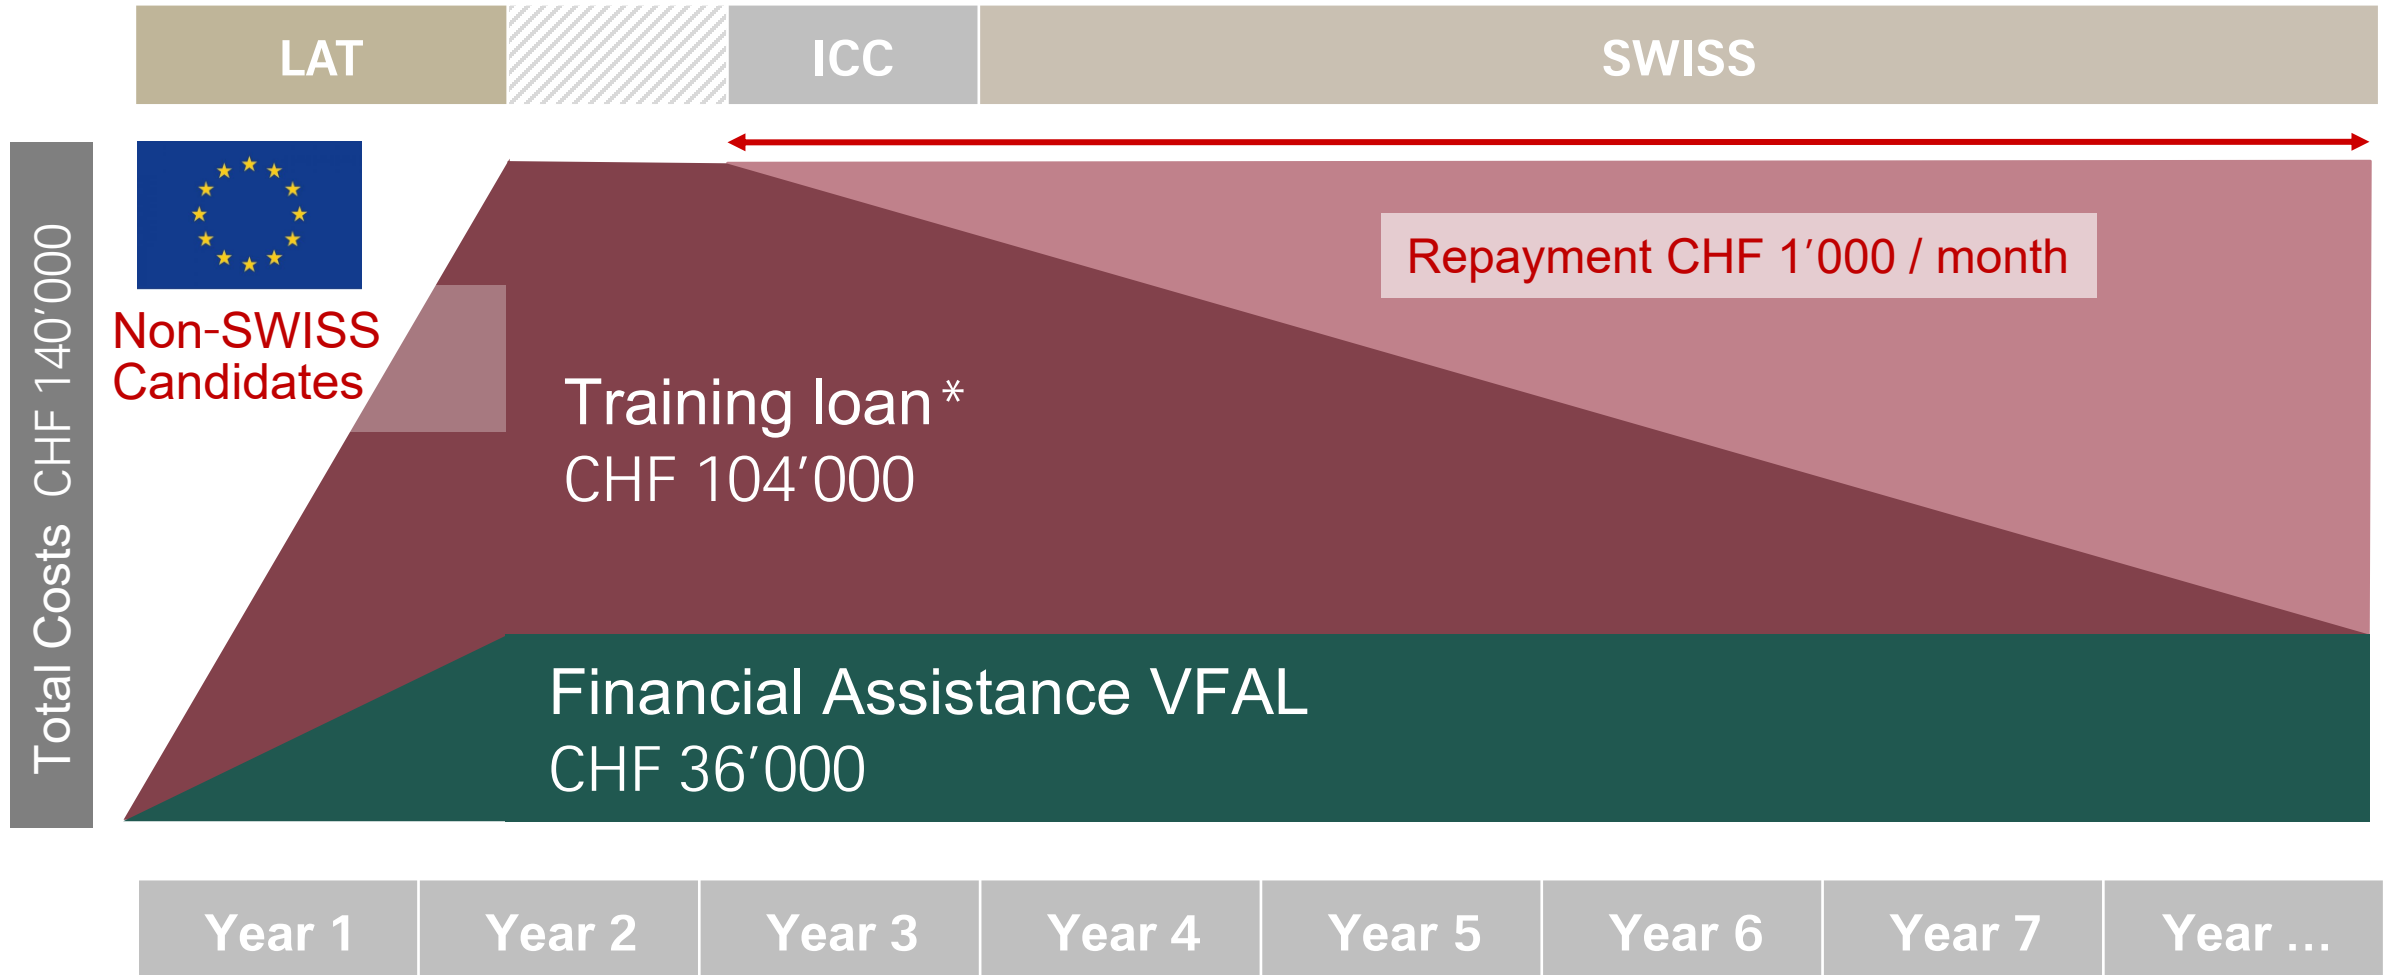 LAT
ICC
SWISS
Total Costs CHF 140’000
Non-SWISS
Candidates
Repayment CHF 1’000 / month
Training loan*
CHF 104’000
Financial Assistance VFAL
CHF 36’000
Year 1
Year 2
Year 3
Year 4
Year 5
Year 6
Year 7
Year ...